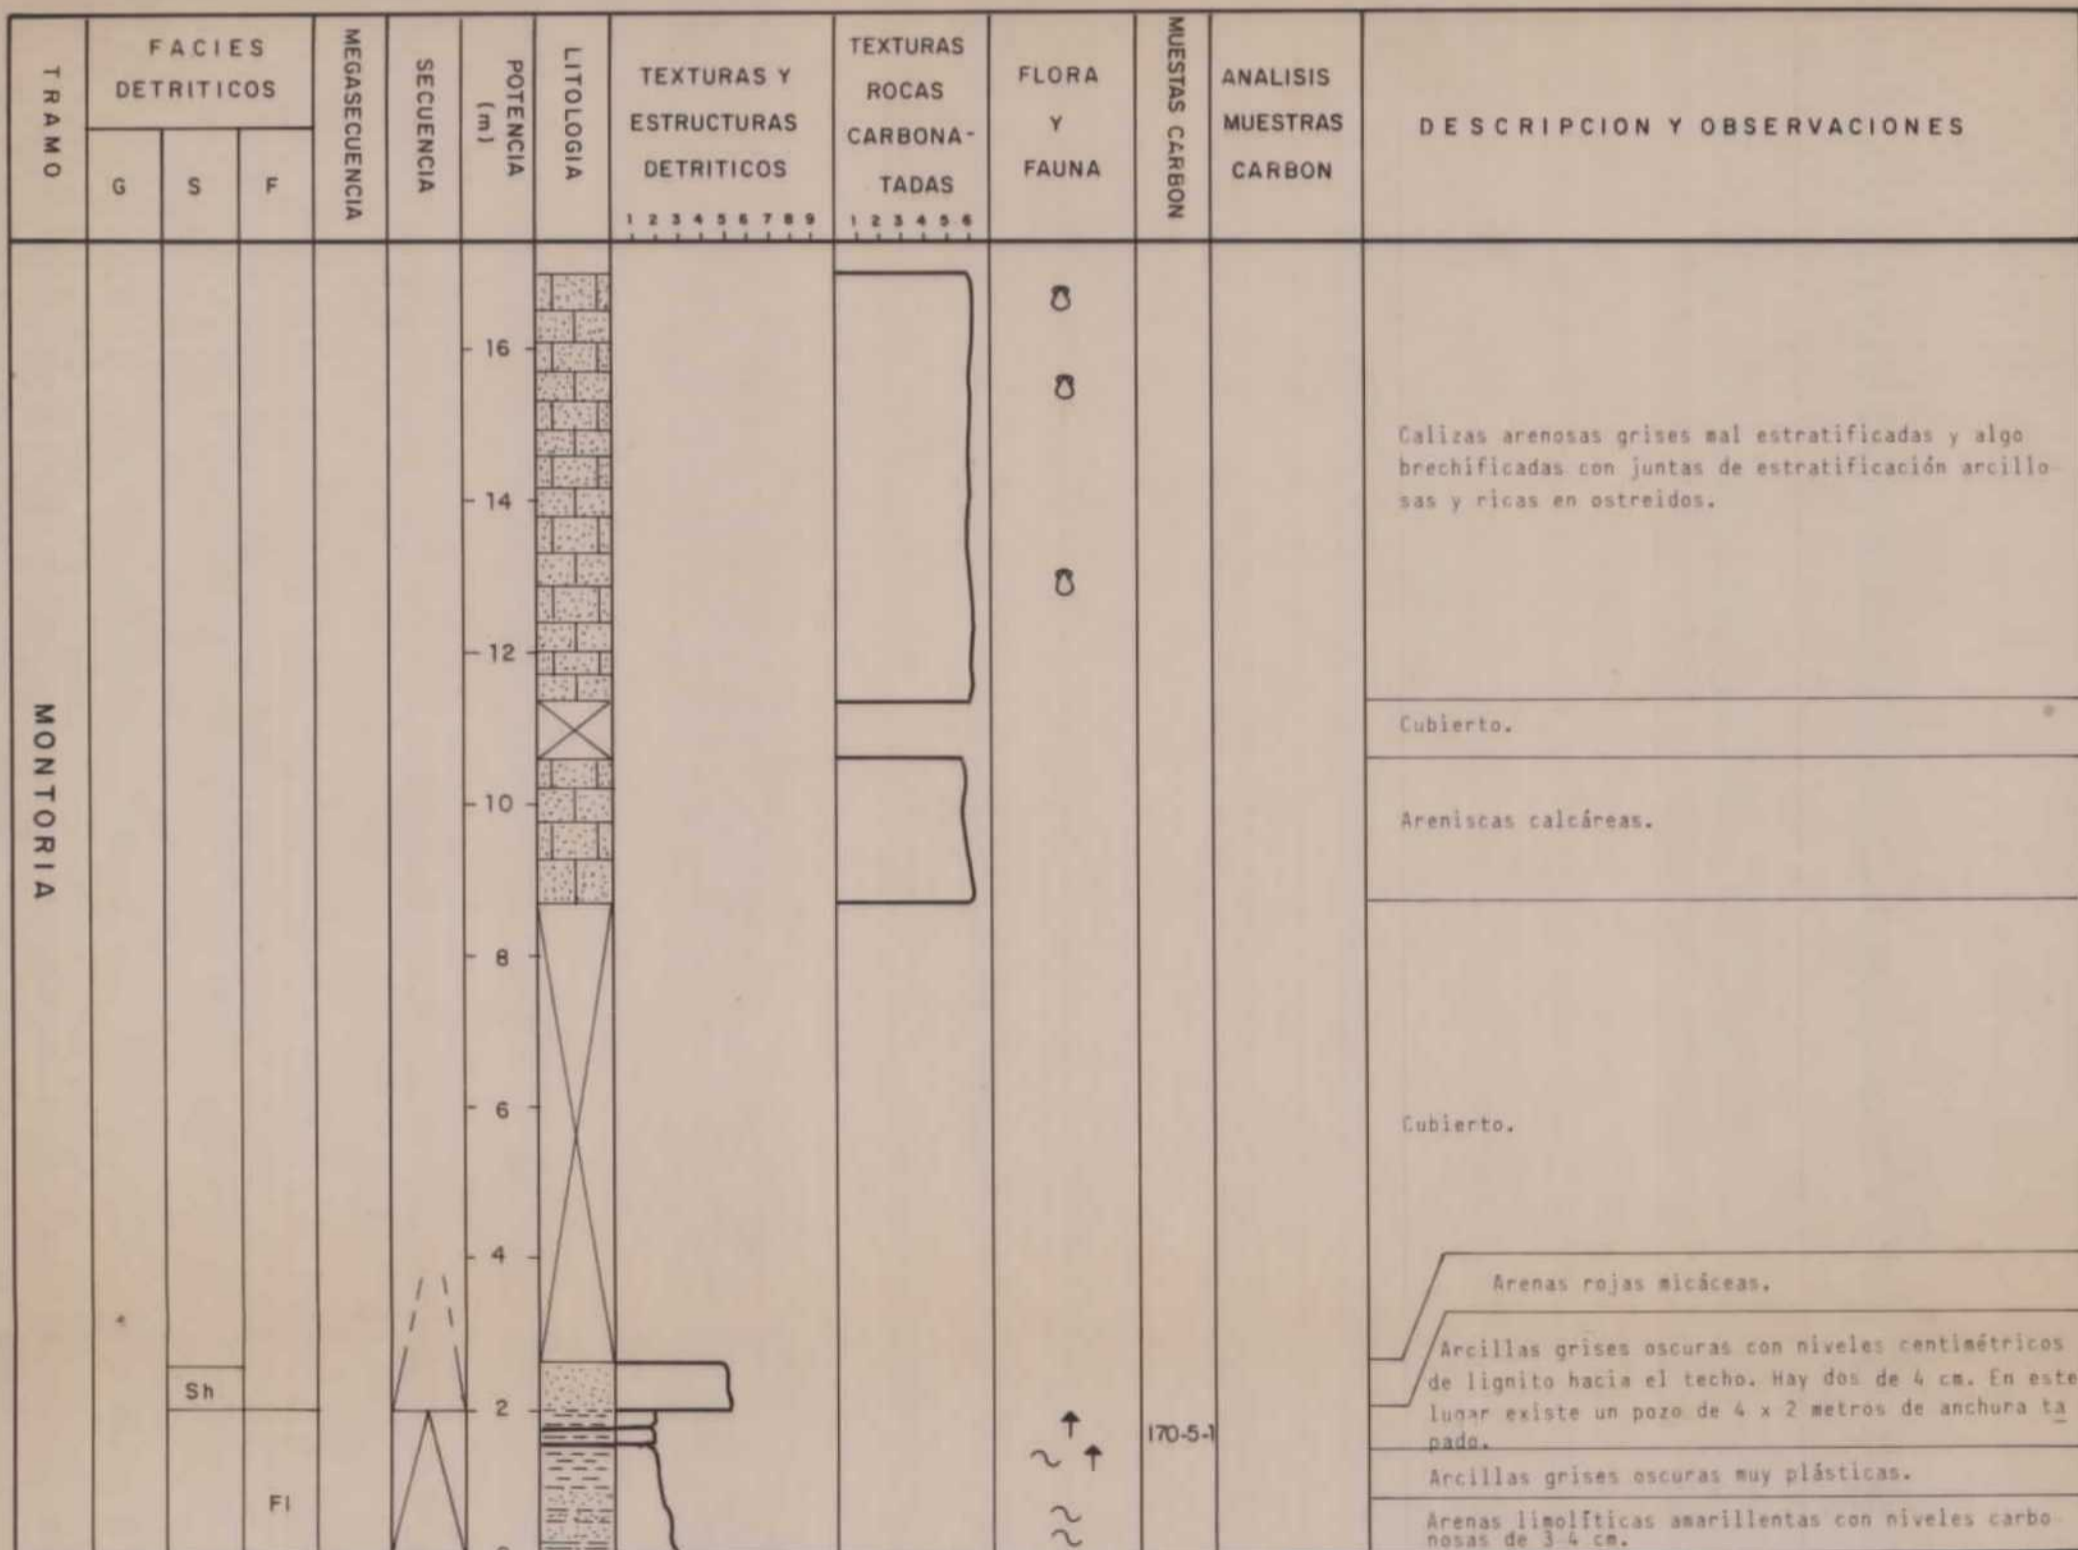 TRAMO
FACIES
DETRITICOS
G S F
MEGASECUENCIA
SECUENCIA
POTENCIA
(m)
LITOLOGIA
TEXTURAS Y
ESTRUCTURAS
DETRITICOS
1 2 3 4 5 6 7 8 9
TEXTURAS
ROCAS
CARBONA-
TADAS
1 2 3 4 5 6
FLORA
Y
FAUNA
MUESTAS CARBON
ANALISIS
MUESTRAS
CARBON
DESCRIPCION Y OBSERVACIONES
MONTORIA
16
14
12
10
8
6
4
2
Sh
Fl
170-5-1
Calizas arenosas grises mal estratificadas y algo
brechificadas con juntas de estratificación arcillo
sas y ricas en ostreidos.
Cubierto.
Areniscas calcáreas.
Cubierto.
Arenas rojas micáceas.
Arcillas grises oscuras con niveles centimétricos
de lignito hacia el techo. Hay dos de 4 cm. En este
lugar existe un pozo de 4 x 2 metros de anchura ta
pado.
Arcillas grises oscuras muy plásticas.
Arenas limolíticas amarillentas con niveles carbo
nosas de 3 4 cm.